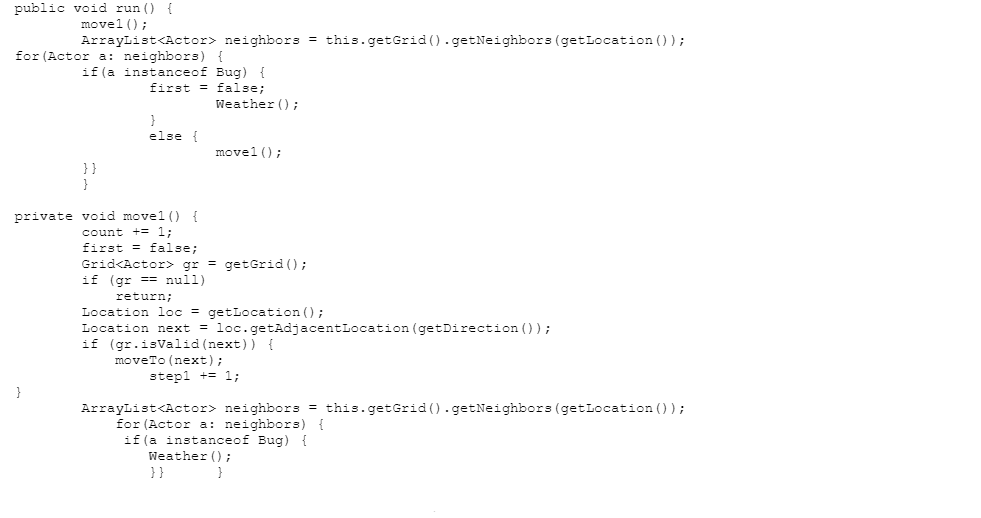 public void run() {
        move1();
        ArrayList<Actor> neighbors = this.getGrid().getNeighbors(getLocation());
for(Actor a: neighbors) {
        if(a instanceof Bug) {
                first = false;
                        Weather();
                }
                else {
                        move1();
        }}
        }

private void move1() {
        count += 1;
        first = false;
        Grid<Actor> gr = getGrid();
        if (gr == null)
            return;
        Location loc = getLocation();
        Location next = loc.getAdjacentLocation(getDirection());
        if (gr.isValid(next)) {
            moveTo(next);
                step1 += 1;
}
        ArrayList<Actor> neighbors = this.getGrid().getNeighbors(getLocation());
            for(Actor a: neighbors) {
             if(a instanceof Bug) {
                Weather();
                }}      }